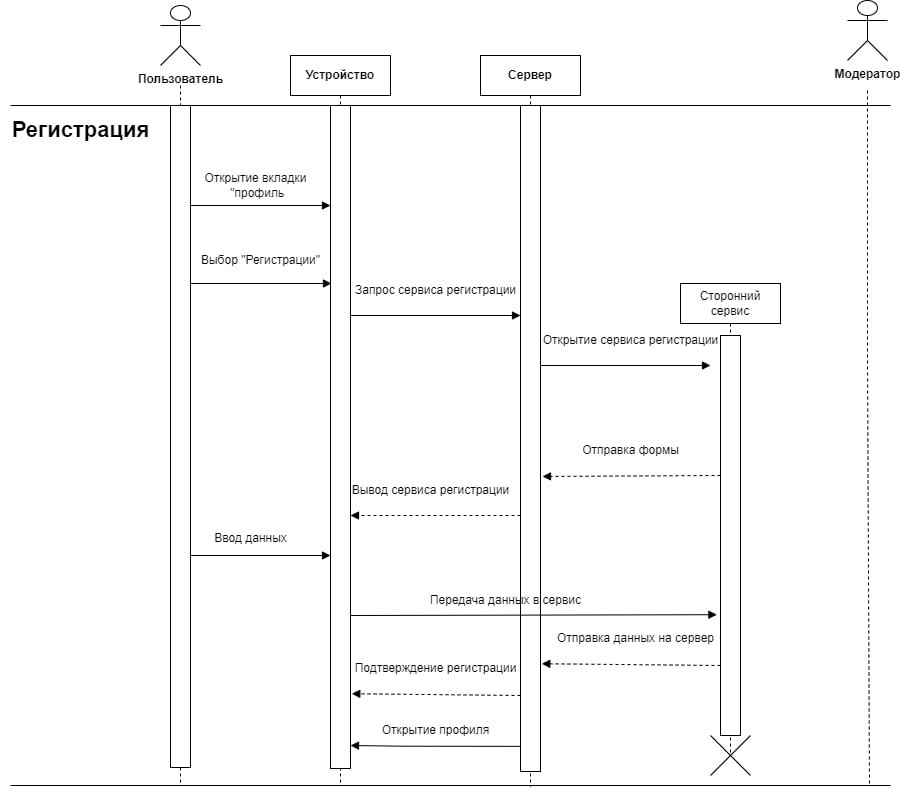 Пользователь
Устройство
Сервер
Модератор
Регистрация
Открытие вкладки
"профиль
Выбор "Регистрации"
Запрос сервиса регистрации
Сторонний
сервис
Открытие сервиса регистрации
Отправка формы
Вывод сервиса регистрации
Ввод данных
Передача данных в сервис
Отправка данных на сервер
Подтверждение регистрации
Открытие профиля